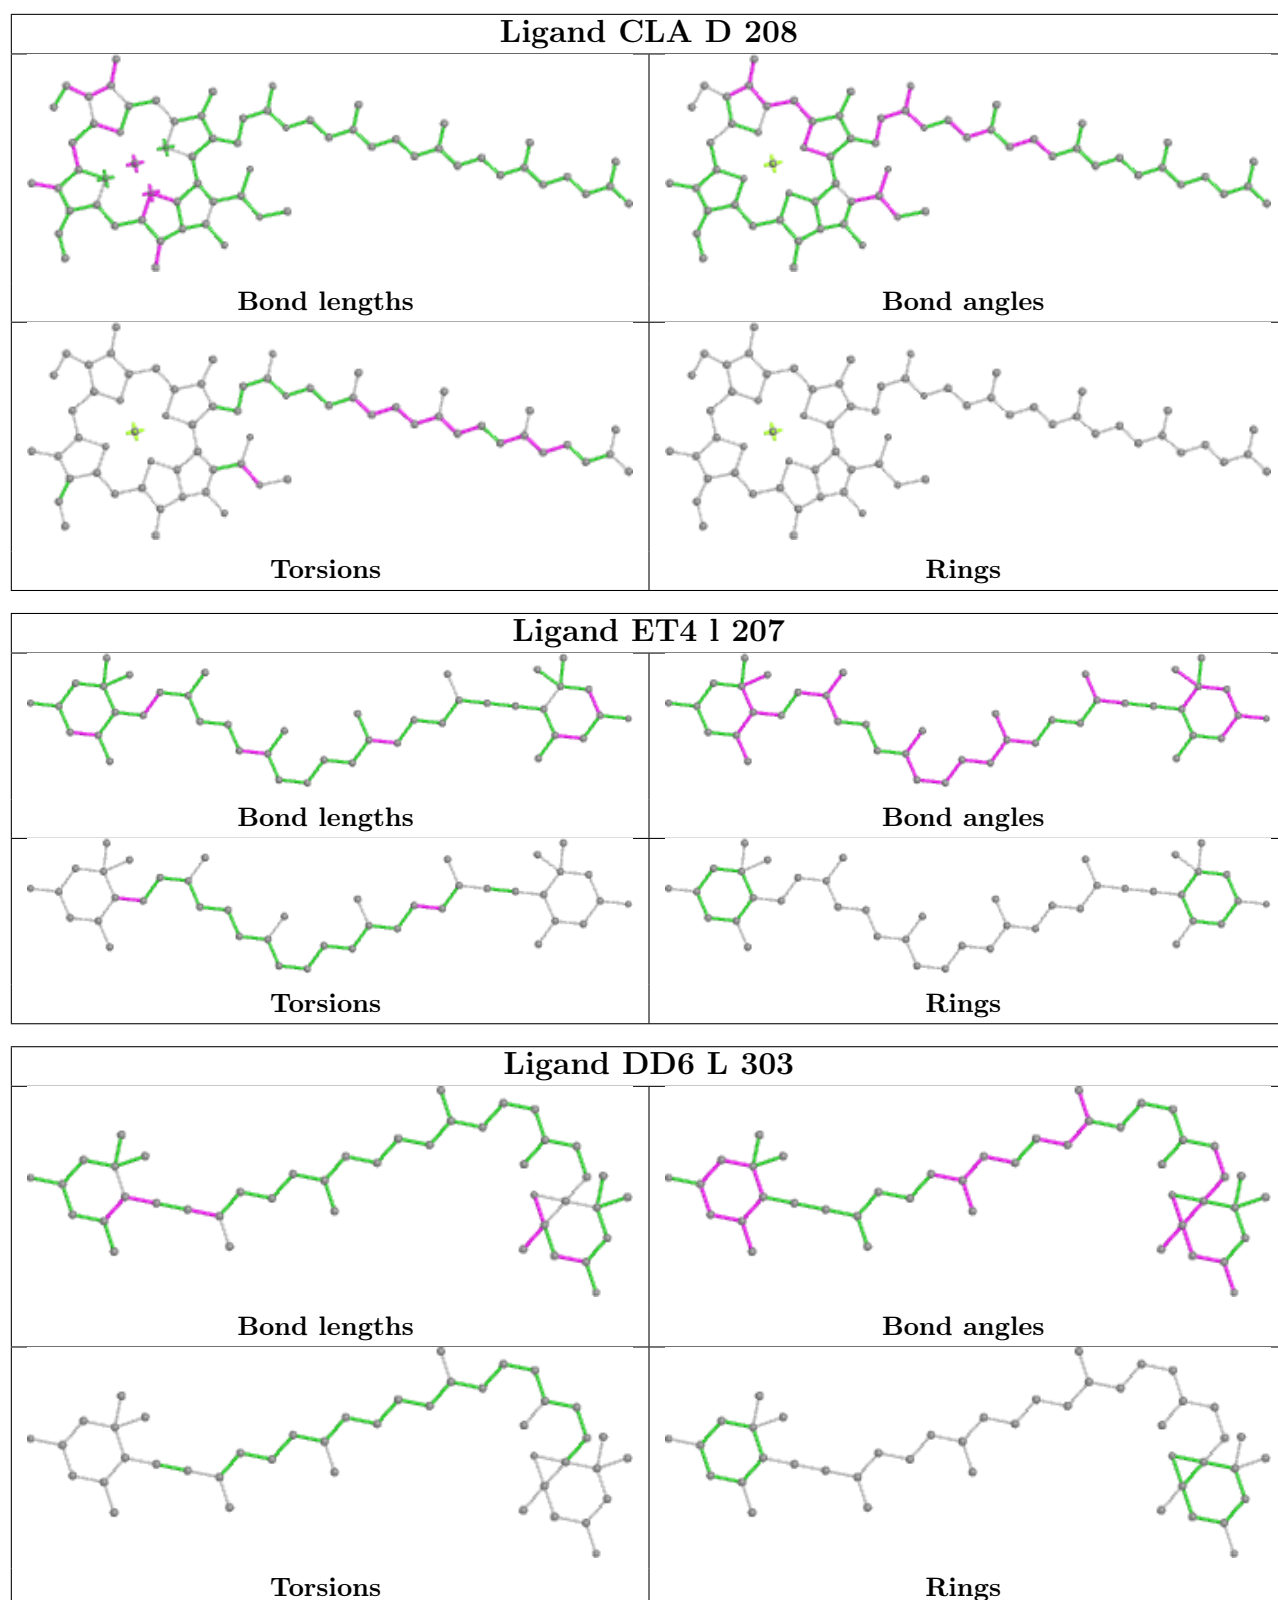 Ligand CLA D 208
Bond lengths
Bond angles
Torsions
Rings
Ligand ET4 l 207
Bond lengths
Bond angles
Torsions
Rings
Ligand DD6 L 303
Bond lengths
Bond angles
Torsions
Rings